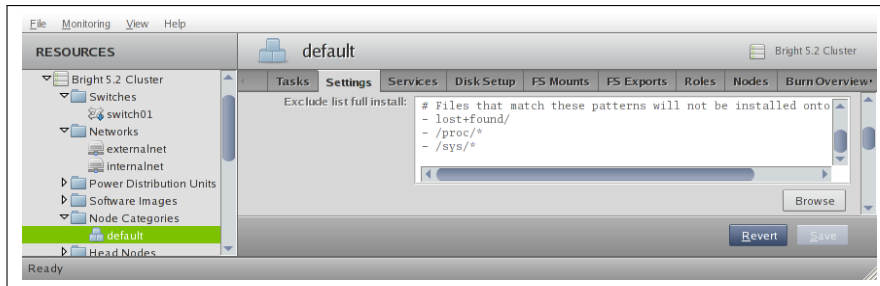 File Monitoring View Help
RESOURCES
default
Bright 5.2 Cluster
Bright 5.2 Cluster
Switches
switch01
Networks
externalnet
internalnet
Power Distribution Units
Software Images
Node Categories
default
Head Nodes
Tasks Settings Services Disk Setup FS Mounts FS Exports Roles Nodes Burn Overview
Exclude list full install:
# Files that match these patterns will not be installed onto
- lost+found/
- /proc/*
- /sys/*
Browse
Revert Save
Ready